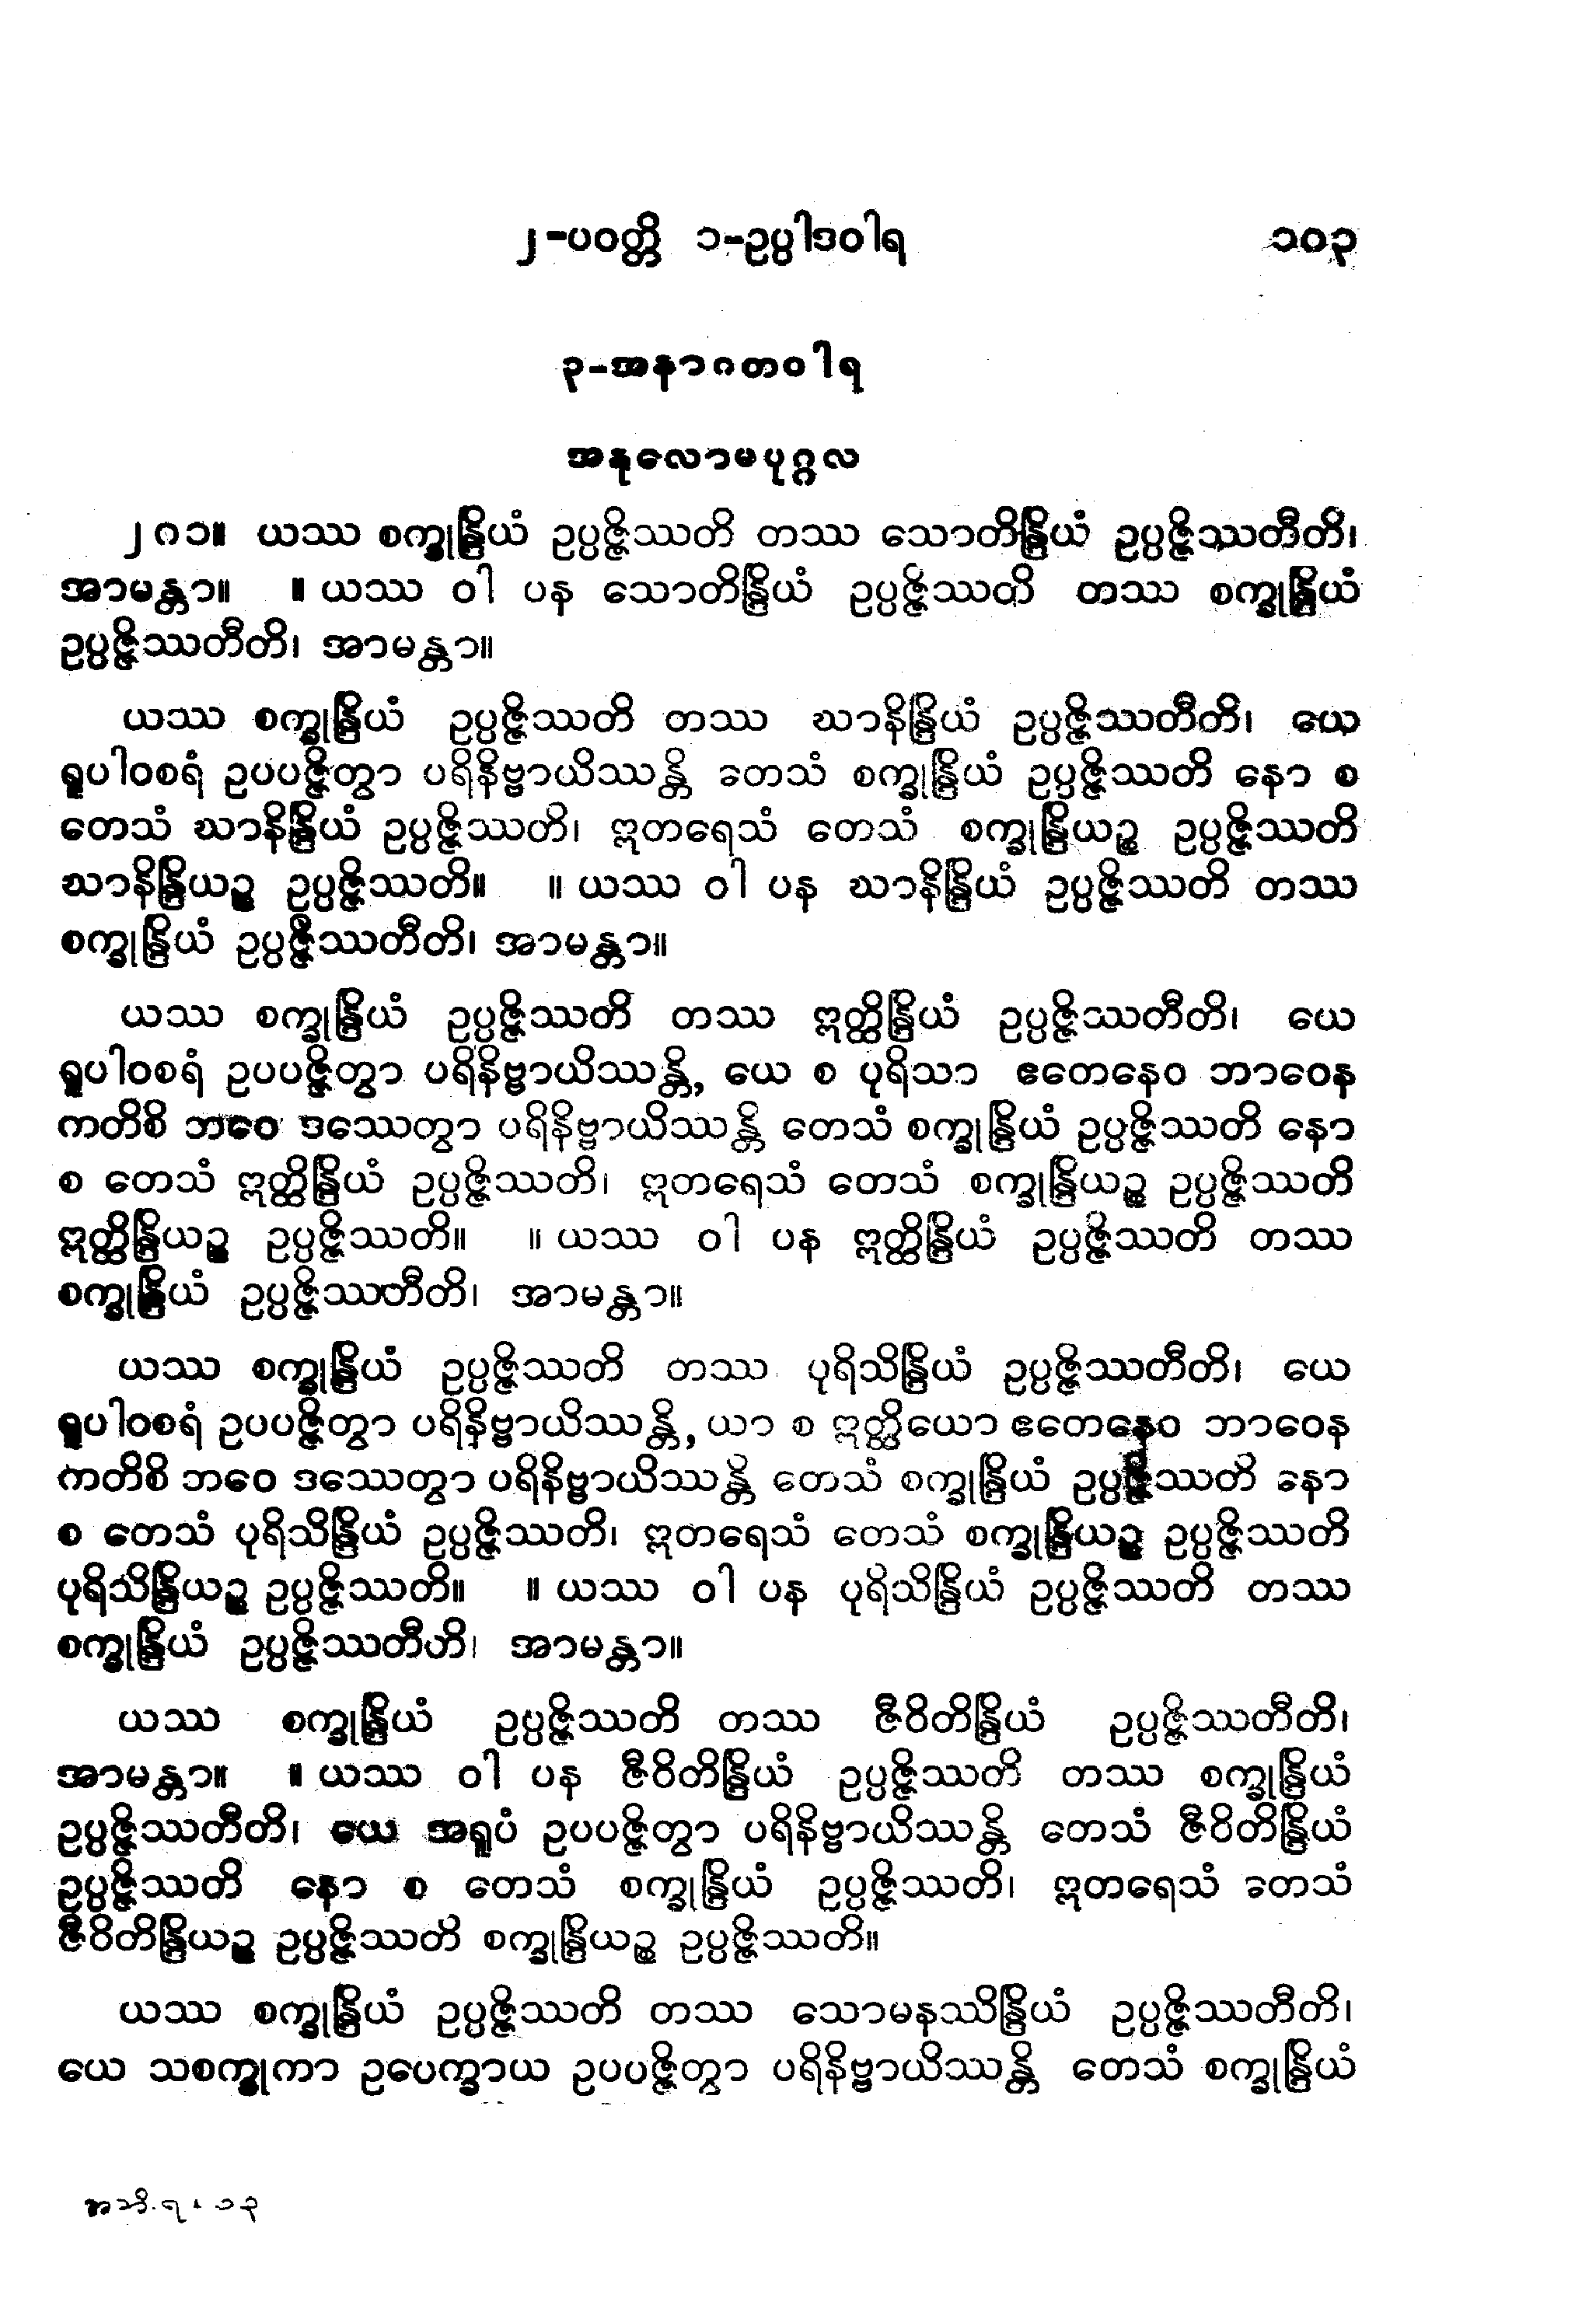 ၂-ပဝတ္တိ ၁-ဥပ္ပါဒဝါရ ၁၀၃
၃-အနာဂတဝါရ
အနုလောမပုဂ္ဂလ
၂၈၁။ ယဿ စက္ခုန္ဒြိယံ ဥပ္ပဇ္ဇိဿတိ တဿ သောတိန္ဒြိယံ ဥပ္ပဇ္ဇိဿတီတိ၊
အာမန္တာ။ ။ ယဿ ဝါ ပန သောတိန္ဒြိယံ ဥပ္ပဇ္ဇိဿတိ တဿ စက္ခုန္ဒြိယံ
ဥပ္ပဇ္ဇိဿတီတိ၊ အာမန္တာ။
ယဿ စက္ခုန္ဒြိယံ ဥပ္ပဇ္ဇိဿတိ တဿ ဃာနိန္ဒြိယံ ဥပ္ပဇ္ဇိဿတီတိ၊ ယေ
ရူပါဝစရံ ဥပပဇ္ဇိတွာ ပရိနိဗ္ဗာယိဿန္တိ တေသံ စက္ခုန္ဒြိယံ ဥပ္ပဇ္ဇိဿတိ နော စ
တေသံ ဃာနိန္ဒြိယံ ဥပ္ပဇ္ဇိဿတိ၊ ဣတရေသံ တေသံ စက္ခုန္ဒြိယဉ္စ ဥပ္ပဇ္ဇိဿတိ
ဃာနိန္ဒြိယဉ္စ ဥပ္ပဇ္ဇိဿတိ။ ။ ယဿ ဝါ ပန ဃာနိန္ဒြိယံ ဥပ္ပဇ္ဇိဿတိ တဿ
စက္ခုန္ဒြိယံ ဥပ္ပဇ္ဇိဿတီတိ၊ အာမန္တာ။
ယဿ စက္ခုန္ဒြိယံ ဥပ္ပဇ္ဇိဿတိ တဿ ဣတ္ထိန္ဒြိယံ ဥပ္ပဇ္ဇိဿတီတိ၊ ယေ
ရူပါဝစရံ ဥပပဇ္ဇိတွာ ပရိနိဗ္ဗာယိဿန္တိ, ယေ စ ပုရိသာ ဧတေနေဝ ဘာဝေန
ကတိစိ ဘဝေ ဒဿေတွာ ပရိနိဗ္ဗာယိဿန္တိ တေသံ စက္ခုန္ဒြိယံ ဥပ္ပဇ္ဇိဿတိ နော
စ တေသံ ဣတ္ထိန္ဒြိယံ ဥပ္ပဇ္ဇိဿတိ၊ ဣတရေသံ တေသံ စက္ခုန္ဒြိယဉ္စ ဥပ္ပဇ္ဇိဿတိ
ဣတ္ထိန္ဒြိယဉ္စ ဥပ္ပဇ္ဇိဿတိ။ ။ ယဿ ဝါ ပန ဣတ္ထိန္ဒြိယံ ဥပ္ပဇ္ဇိဿတိ တဿ
စက္ခုန္ဒြိယံ ဥပ္ပဇ္ဇိဿတီတိ၊ အာမန္တာ။
ယဿ စက္ခုန္ဒြိယံ ဥပ္ပဇ္ဇိဿတိ တဿ ပုရိသိန္ဒြိယံ ဥပ္ပဇ္ဇိဿတီတိ၊ ယေ
ရူပါဝစရံ ဥပပဇ္ဇိတွာ ပရိနိဗ္ဗာယိဿန္တိ, ယာ စ ဣတ္ထိယော ဧတေနေဝ ဘာဝေန
ကတိစိ ဘဝေ ဒဿေတွာ ပရိနိဗ္ဗာယိဿန္တိ တေသံ စက္ခုန္ဒြိယံ ဥပ္ပဇ္ဇိဿတိ နော
စ တေသံ ပုရိသိန္ဒြိယံ ဥပ္ပဇ္ဇိဿတိ၊ ဣတရေသံ တေသံ စက္ခုန္ဒြိယဉ္စ ဥပ္ပဇ္ဇိဿတိ
ပုရိသိန္ဒြိယဉ္စ ဥပ္ပဇ္ဇိဿတိ။ ။ ယဿ ဝါ ပန ပုရိသိန္ဒြိယံ ဥပ္ပဇ္ဇိဿတိ တဿ
စက္ခုန္ဒြိယံ ဥပ္ပဇ္ဇိဿတီတိ၊ အာမန္တာ။
ယဿ စက္ခုန္ဒြိယံ ဥပ္ပဇ္ဇိဿတိ တဿ ဇီဝိတိန္ဒြိယံ ဥပ္ပဇ္ဇိဿတီတိ၊
အာမန္တာ။ ။ ယဿ ဝါ ပန ဇီဝိတိန္ဒြိယံ ဥပ္ပဇ္ဇိဿတိ တဿ စက္ခုန္ဒြိယံ
ဥပ္ပဇ္ဇိဿတီတိ၊ ယေ အရူပံ ဥပပဇ္ဇိတွာ ပရိနိဗ္ဗာယိဿန္တိ တေသံ ဇီဝိတိန္ဒြိယံ
ဥပ္ပဇ္ဇိဿတိ နော စ တေသံ စက္ခုန္ဒြိယံ ဥပ္ပဇ္ဇိဿတိ၊ ဣတရေသံ တေသံ
ဇီဝိတိန္ဒြိယဉ္စ ဥပ္ပဇ္ဇိဿတိ စက္ခုန္ဒြိယဉ္စ ဥပ္ပဇ္ဇိဿတိ။
ယဿ စက္ခုန္ဒြိယံ ဥပ္ပဇ္ဇိဿတိ တဿ သောမနဿိန္ဒြိယံ ဥပ္ပဇ္ဇိဿတီတိ၊
ယေ သစက္ခုကာ ဥပေက္ခာယ ဥပပဇ္ဇိတွာ ပရိနိဗ္ဗာယိဿန္တိ တေသံ စက္ခုန္ဒြိယံ
အဘိ-ရ၊ ၁၃